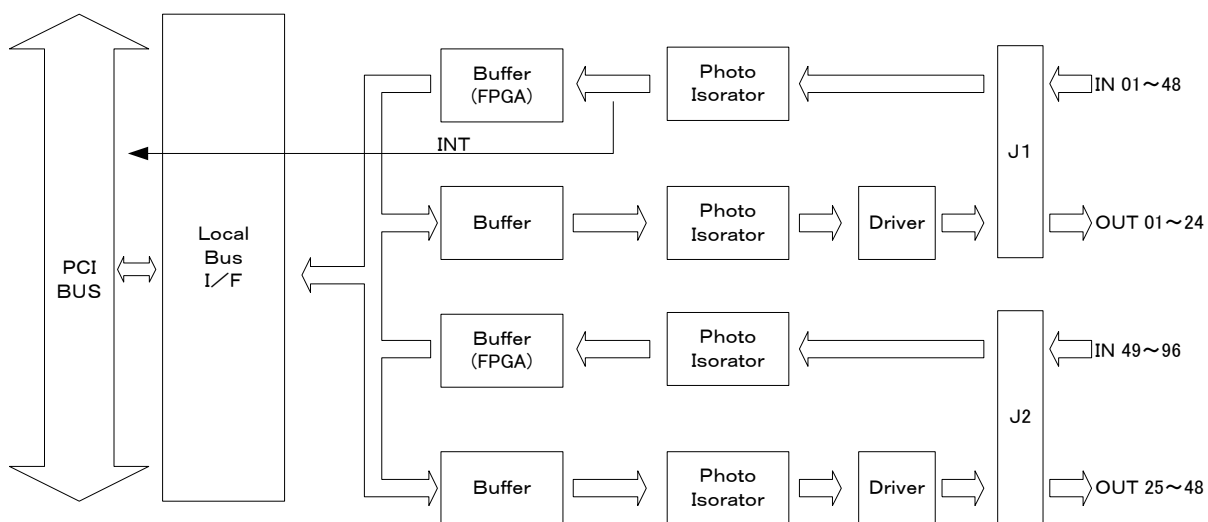 Buffer
(FPGA)
Photo
Isorator
IN 01～48
INT
J1
Buffer
Photo
Isorator
Driver
OUT 01～24
PCI
BUS
Local
Bus
I／F
Buffer
(FPGA)
Photo
Isorator
IN 49～96
J2
Buffer
Photo
Isorator
Driver
OUT 25～48